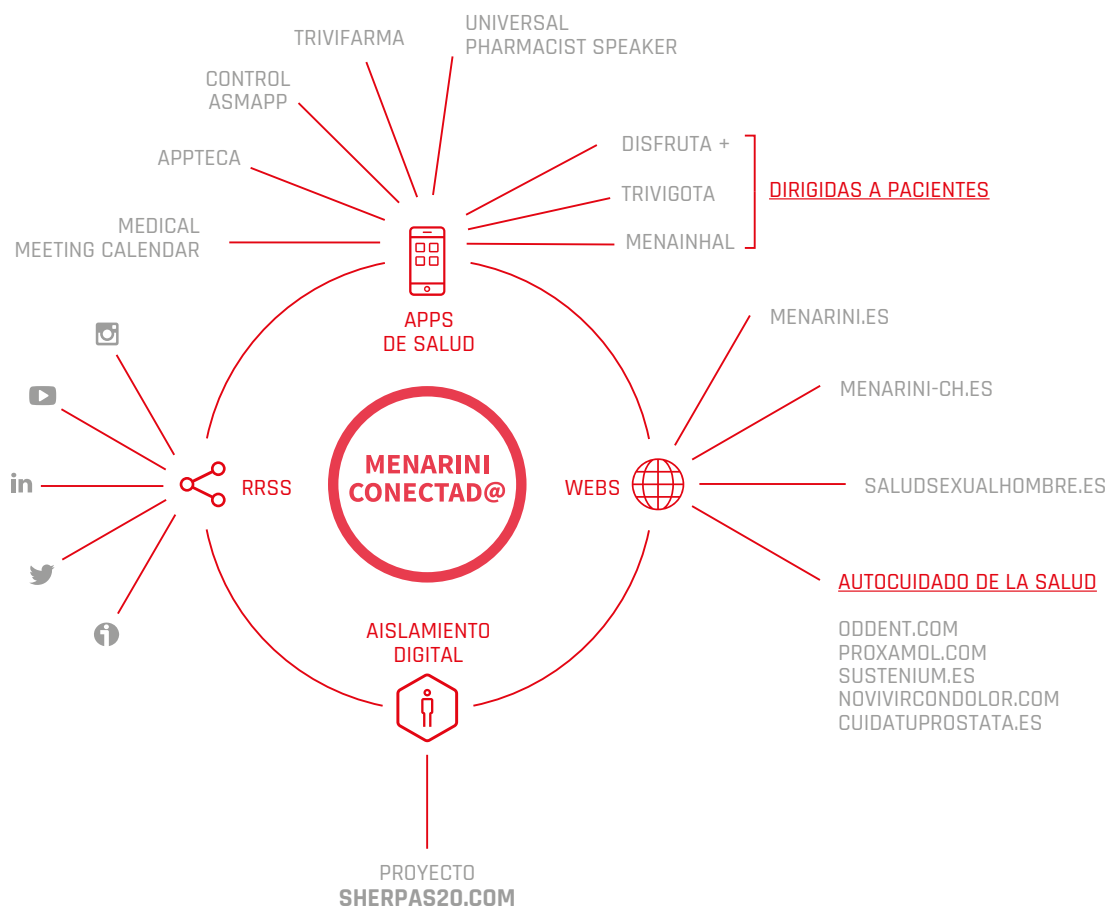 UNIVERSAL
PHARMACIST SPEAKER
TRIVIFARMA
CONTROL
ASMAPP
APPTECA
MEDICAL
MEETING CALENDAR
DISFRUTA +
TRIVIGOTA
MENAINHAL
DIRIGIDAS A PACIENTES
APPS
DE SALUD
MENARINI.ES
MENARINI-CH.ES
SALUDSEXUALHOMBRE.ES
WEBS
MENARINI
CONECTAD@
RRSS
in
AUTOCUIDADO DE LA SALUD
ODDENT.COM
PROXAMOL.COM
SUSTENIUM.ES
NOVIVIRCONDOLOR.COM
CUIDATUPROSTATA.ES
AISLAMIENTO
DIGITAL
PROYECTO
SHERPAS20.COM